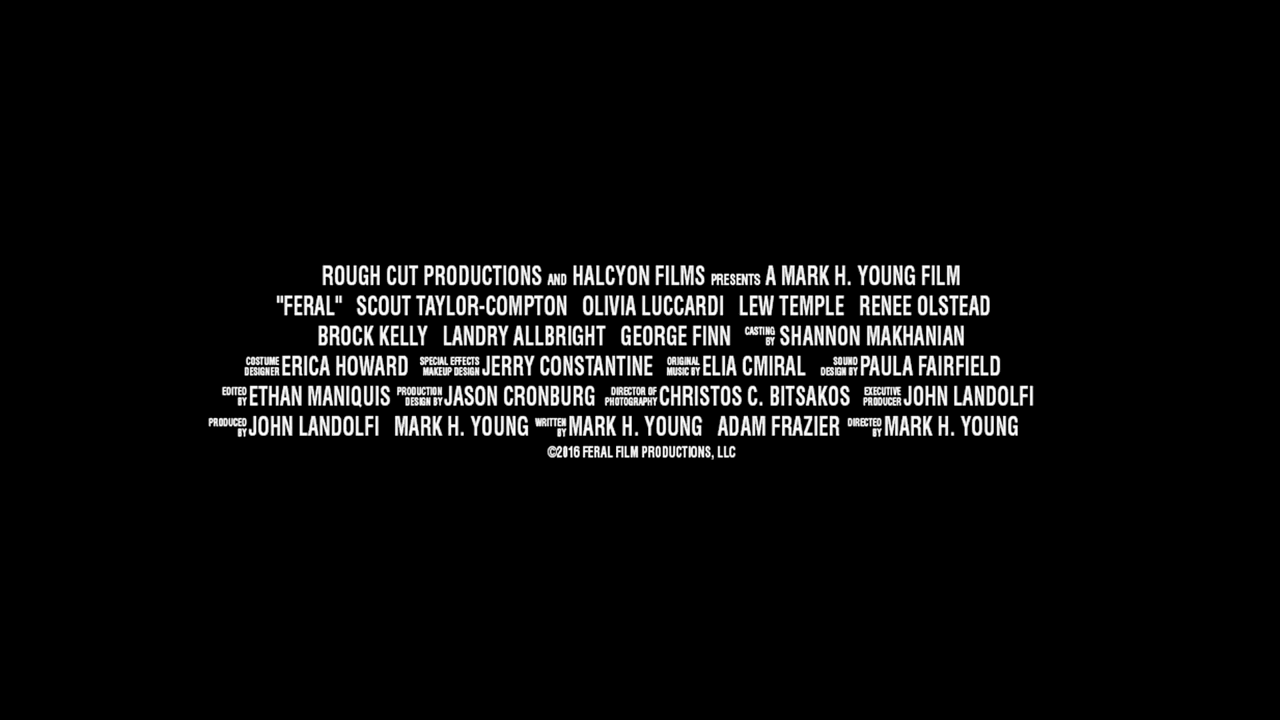 ROUGH CUT PRODUCTIONS AND HALCYON FILMS PRESENTS A MARK H. YOUNG FILM
"FERAL" SCOUT TAYLOR-COMPTON OLIVIA LUCCARDI LEW TEMPLE RENEE OLSTEAD
BROCK KELLY LANDRY ALLBRIGHT GEORGE FINN CASTING BY SHANNON MAKHANIAN
COSTUME DESIGNER ERICA HOWARD SPECIAL EFFECTS MAKEUP DESIGN JERRY CONSTANTINE ORIGINAL MUSIC BY ELIA CMIRAL SOUND DESIGN BY PAULA FAIRFIELD
EDITED BY ETHAN MANIQUIS PRODUCTION DESIGN BY JASON CRONBURG DIRECTOR OF PHOTOGRAPHY CHRISTOS C. BITSAKOS EXECUTIVE PRODUCER JOHN LANDOLFI
PRODUCED BY JOHN LANDOLFI MARK H. YOUNG WRITTEN BY MARK H. YOUNG ADAM FRAZIER DIRECTED BY MARK H. YOUNG
©2016 FERAL FILM PRODUCTIONS, LLC